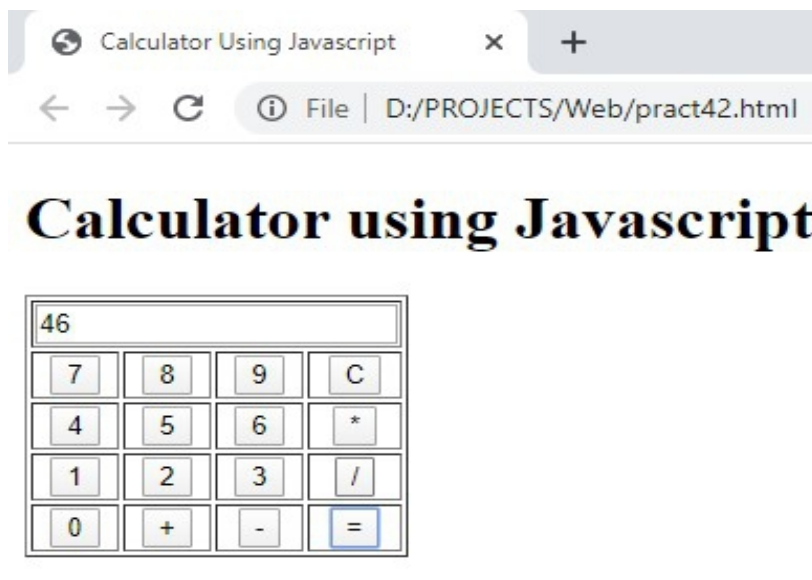 Calculator Using Javascript
File | D:/PROJECTS/Web/pract42.html
Calculator using Javascript
46
7 8 9 C
4 5 6 *
1 2 3 /
0 + - =